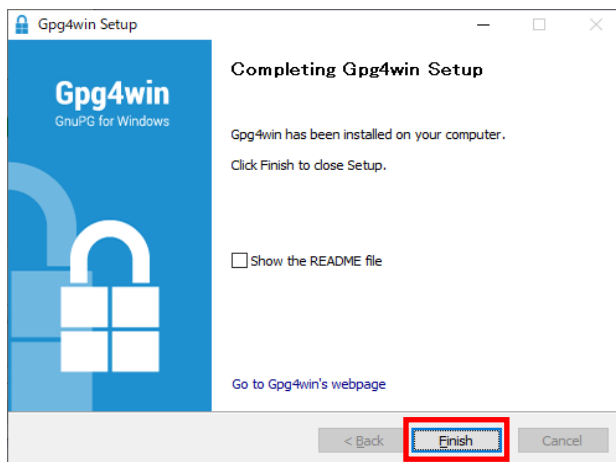 Gpg4win Setup
Gpg4win
GnuPG for Windows
Completing Gpg4win Setup
Gpg4win has been installed on your computer.
Click Finish to close Setup.
Show the README file
Go to Gpg4win's webpage
< Back
Finish
Cancel